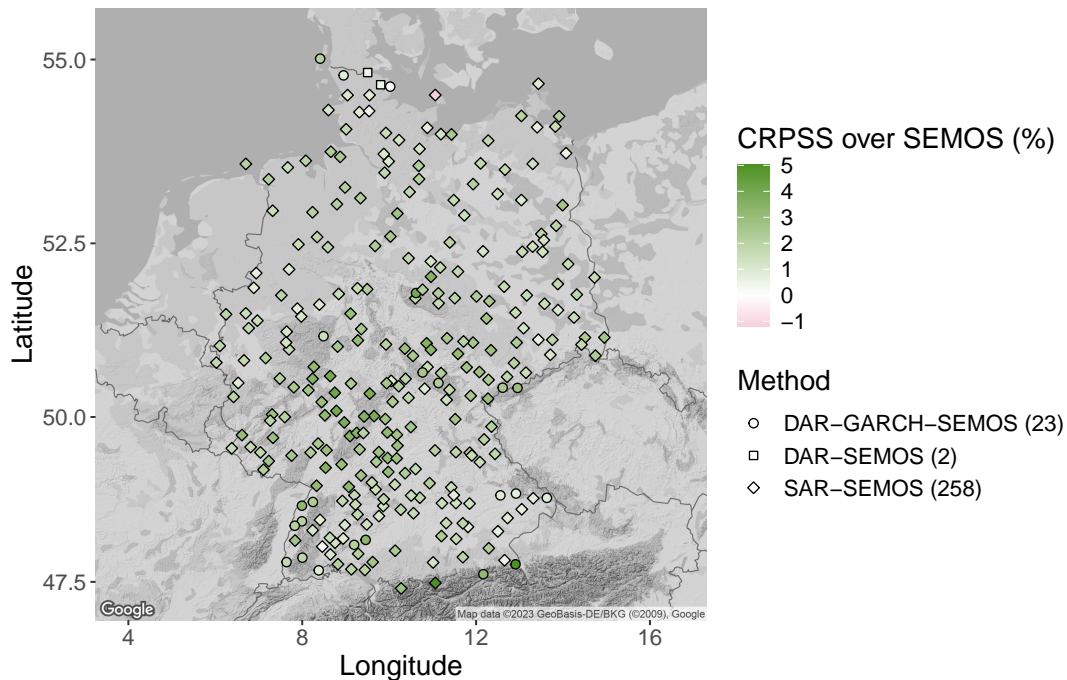 55.0
52.5
50.0
47.5
Latitude
4
8
12
16
Longitude
Google
Map data ©2023 GeoBasis-DE/BKG (©2009), Google
CRPSS over SEMOS (%)
5
4
3
2
1
0
−1
Method
DAR−GARCH−SEMOS (23)
DAR−SEMOS (2)
SAR−SEMOS (258)